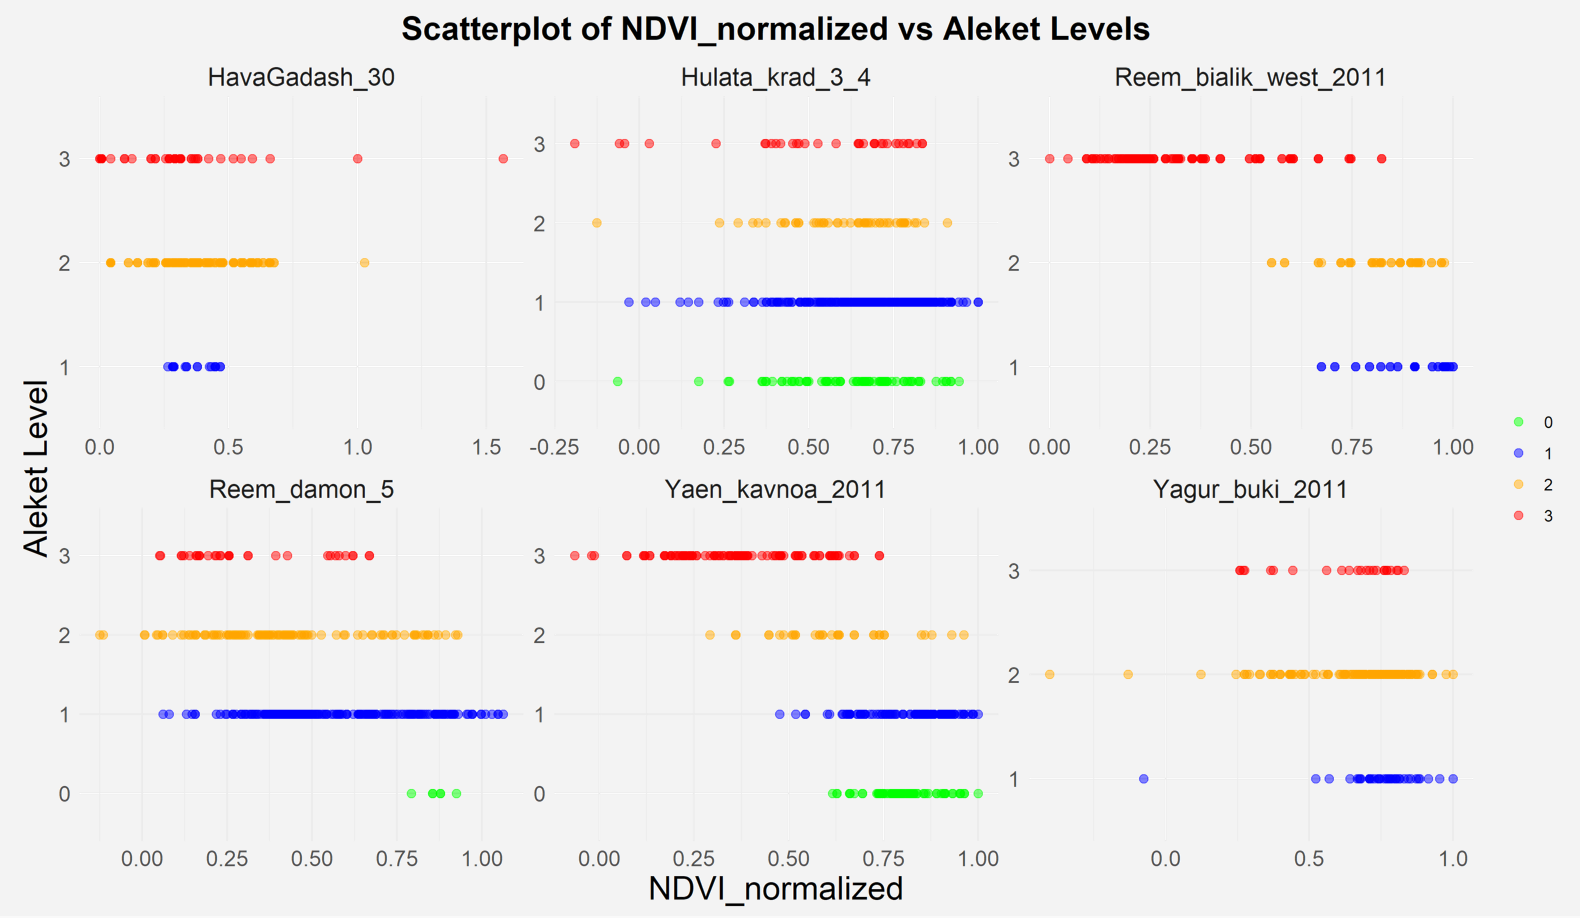 Scatterplot of NDVI_normalized vs Aleket Levels
HavaGadash_30
Hulata_krad_3_4
Reem_bialik_west_2011
3
2
1
0.0 0.5 1.0 1.5
3
2
1
0
-0.25 0.00 0.25 0.50 0.75 1.00
3
2
1
0.00 0.25 0.50 0.75 1.00
Aleket Level
Reem_damon_5
Yaen_kavnoa_2011
Yagur_buki_2011
3
2
1
0
0.00 0.25 0.50 0.75 1.00
3
2
1
0
0.00 0.25 0.50 0.75 1.00
3
2
1
0.0 0.5 1.0
NDVI_normalized
0
1
2
3